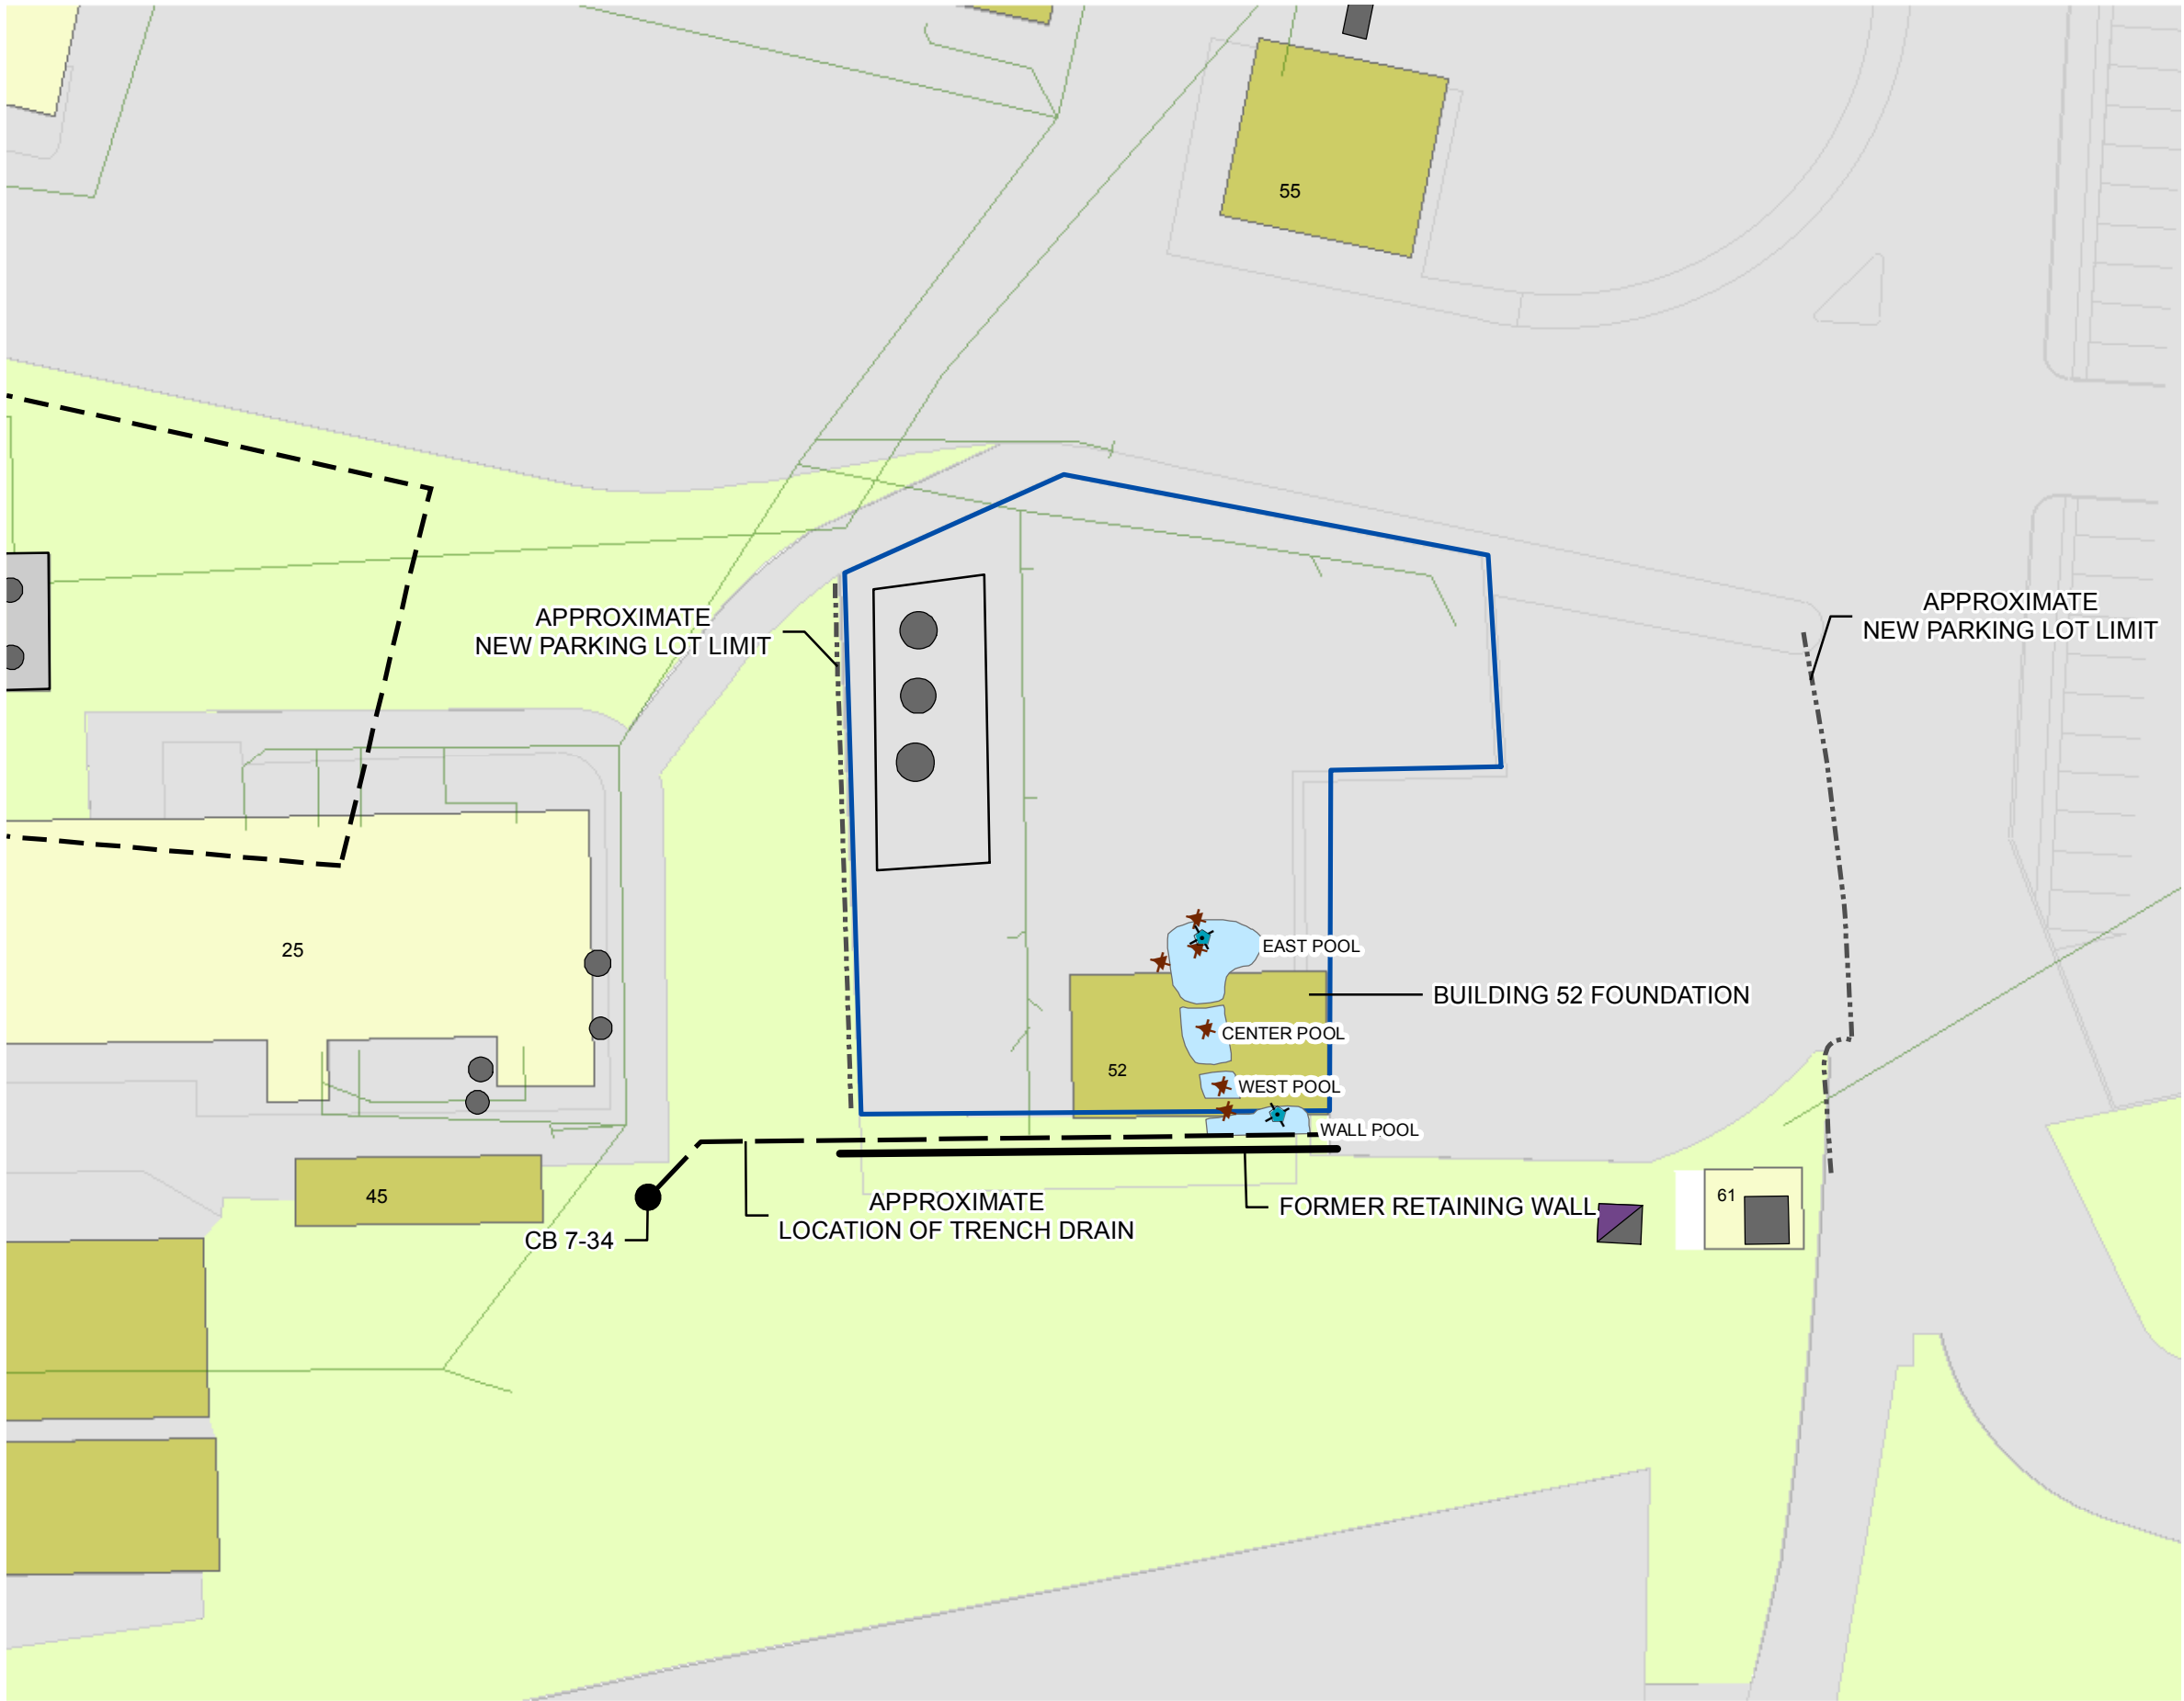 55
APPROXIMATE
NEW PARKING LOT LIMIT
APPROXIMATE
NEW PARKING LOT LIMIT
25
EAST POOL
BUILDING 52 FOUNDATION
CENTER POOL
52
WEST POOL
WALL POOL
45
APPROXIMATE
LOCATION OF TRENCH DRAIN
FORMER RETAINING WALL
61
CB 7-34